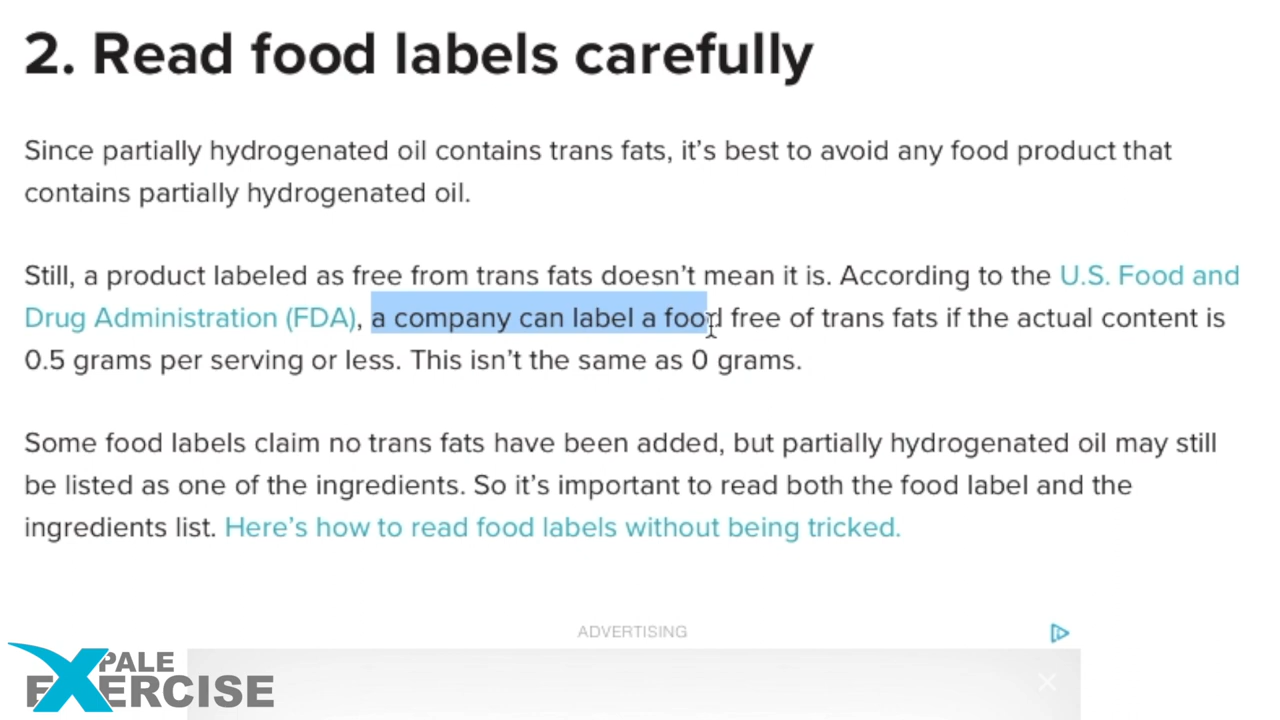 2. Read food labels carefully
Since partially hydrogenated oil contains trans fats, it's best to avoid any food product that
contains partially hydrogenated oil.
Still, a product labeled as free from trans fats doesn't mean it is. According to the U.S. Food and
Drug Administration (FDA), a company can label a food free of trans fats if the actual content is
0.5 grams per serving or less. This isn't the same as 0 grams.
Some food labels claim no trans fats have been added, but partially hydrogenated oil may still
be listed as one of the ingredients. So it's important to read both the food label and the
ingredients list. Here's how to read food labels without being tricked.
ADVERTISING
PALE
EXERCISE